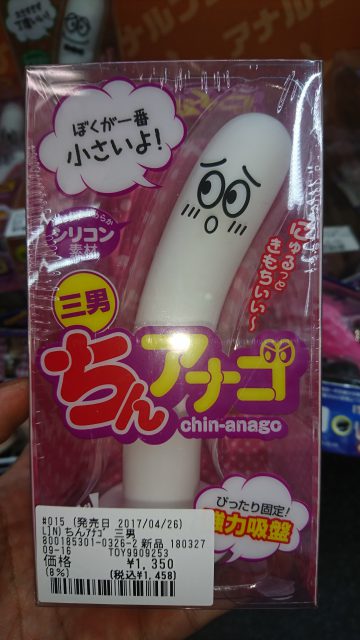 ぼくが一番
小さいよ!
シリコン
素材
にゅるっと
きもちいい〜
三男
ちんアナゴ
chin-anago
ぴったり固定!
強力吸盤
#015 (発売日 2017/04/26)
L[N)ちんアナゴ 三男
800185301-0326-2 新品 180327
09-16 TOY9909253
価格 ¥1,350
(8%) (税込¥1,458)